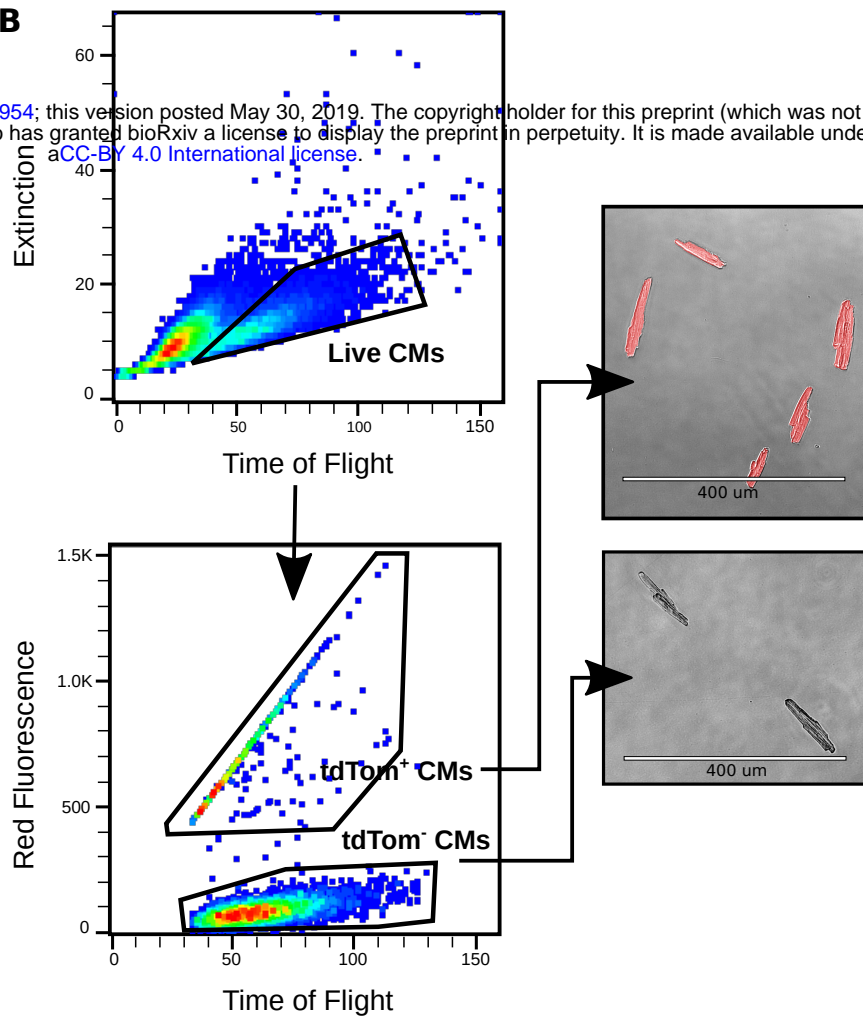 B
60
954; this version posted May 30, 2019. The copyright holder for this preprint (which was not
o has granted bioRxiv a license to display the preprint in perpetuity. It is made available unde
aCC-BY 4.0 International license.
Extinction
40
20
0
Live CMs
0 50 100 150
Time of Flight
400 um
1.5K
1.0K
500
0
Red Fluorescence
tdTom+ CMs
tdTom- CMs
400 um
0 50 100 150
Time of Flight